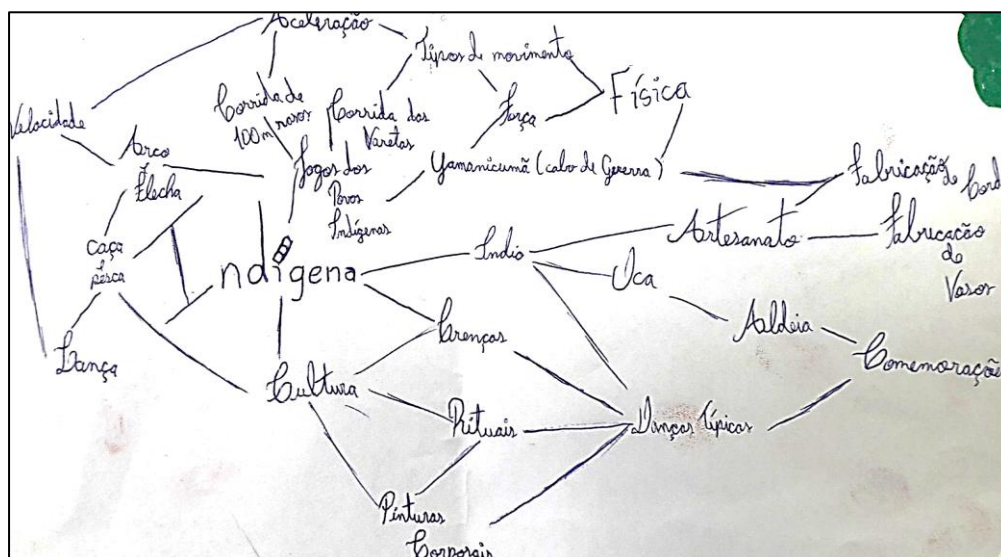 Aceleração
Tipos de movimento
Física
Velocidade
Corrida de
100m rasos
Corrida das
Varetas
Força
Arco
e
Flecha
Jogos dos
Povos
Indígenas
Yamanicumã (cabo de Guerra)
Fabricação
de Cord
Artesanato
Fabricação
de
Vasos
Caça
e
pesca
Indígena
Índio
Oca
Aldeia
Comemorações
Crenças
Lança
Cultura
Rituais
Danças Típicas
Pinturas
Corporais